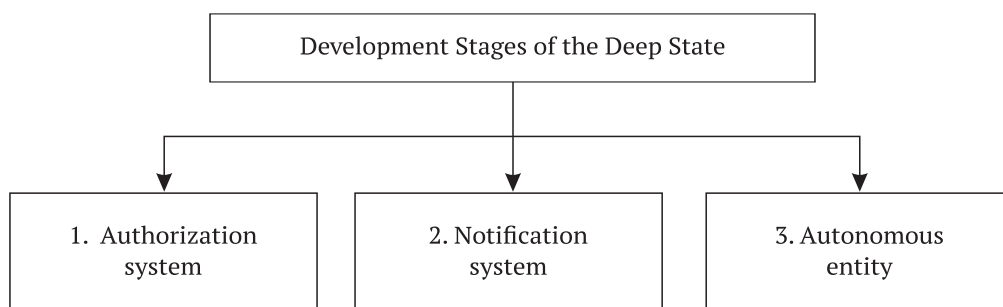 Development Stages of the Deep State
1. Authorization
system
2. Notification
system
3. Autonomous
entity